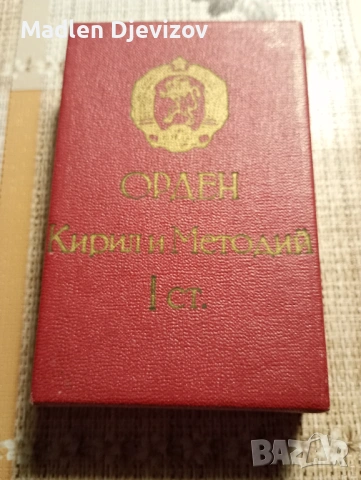 Madlen Djevizov
ОРДЕН
Кирил и Методий
I ст.
BAZAR